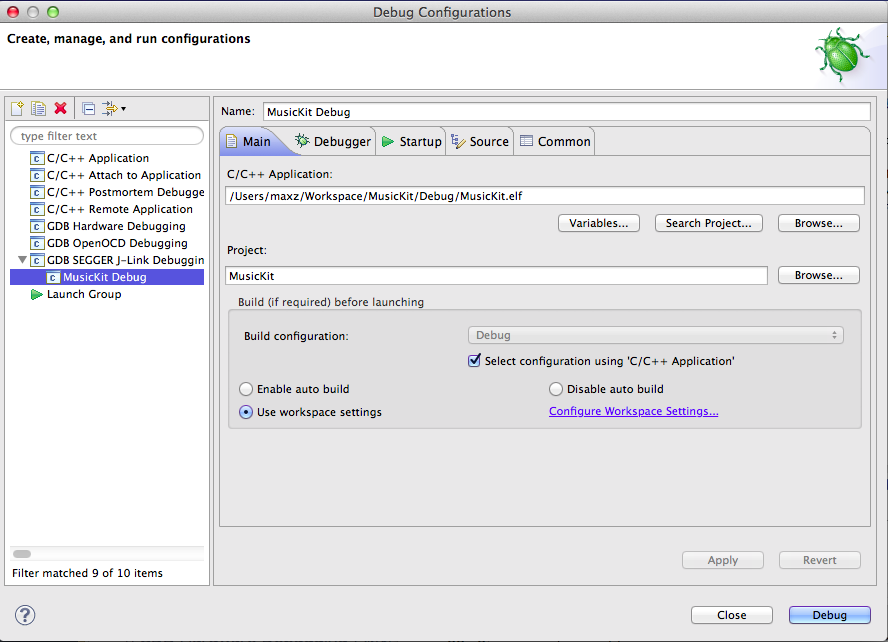 Debug Configurations
Create, manage, and run configurations
type filter text
C/C++ Application
C/C++ Attach to Application
C/C++ Postmortem Debugge
C/C++ Remote Application
GDB Hardware Debugging
GDB OpenOCD Debugging
GDB SEGGER J-Link Debuggin
MusicKit Debug
Launch Group
Filter matched 9 of 10 items
Name: MusicKit Debug
Main Debugger Startup Source Common
C/C++ Application:
/Users/maxz/Workspace/MusicKit/Debug/MusicKit.elf
Variables... Search Project... Browse...
Project:
MusicKit Browse...
Build (if required) before launching
Build configuration: Debug
Select configuration using 'C/C++ Application'
Enable auto build Disable auto build
Use workspace settings Configure Workspace Settings...
Apply Revert
? Close Debug